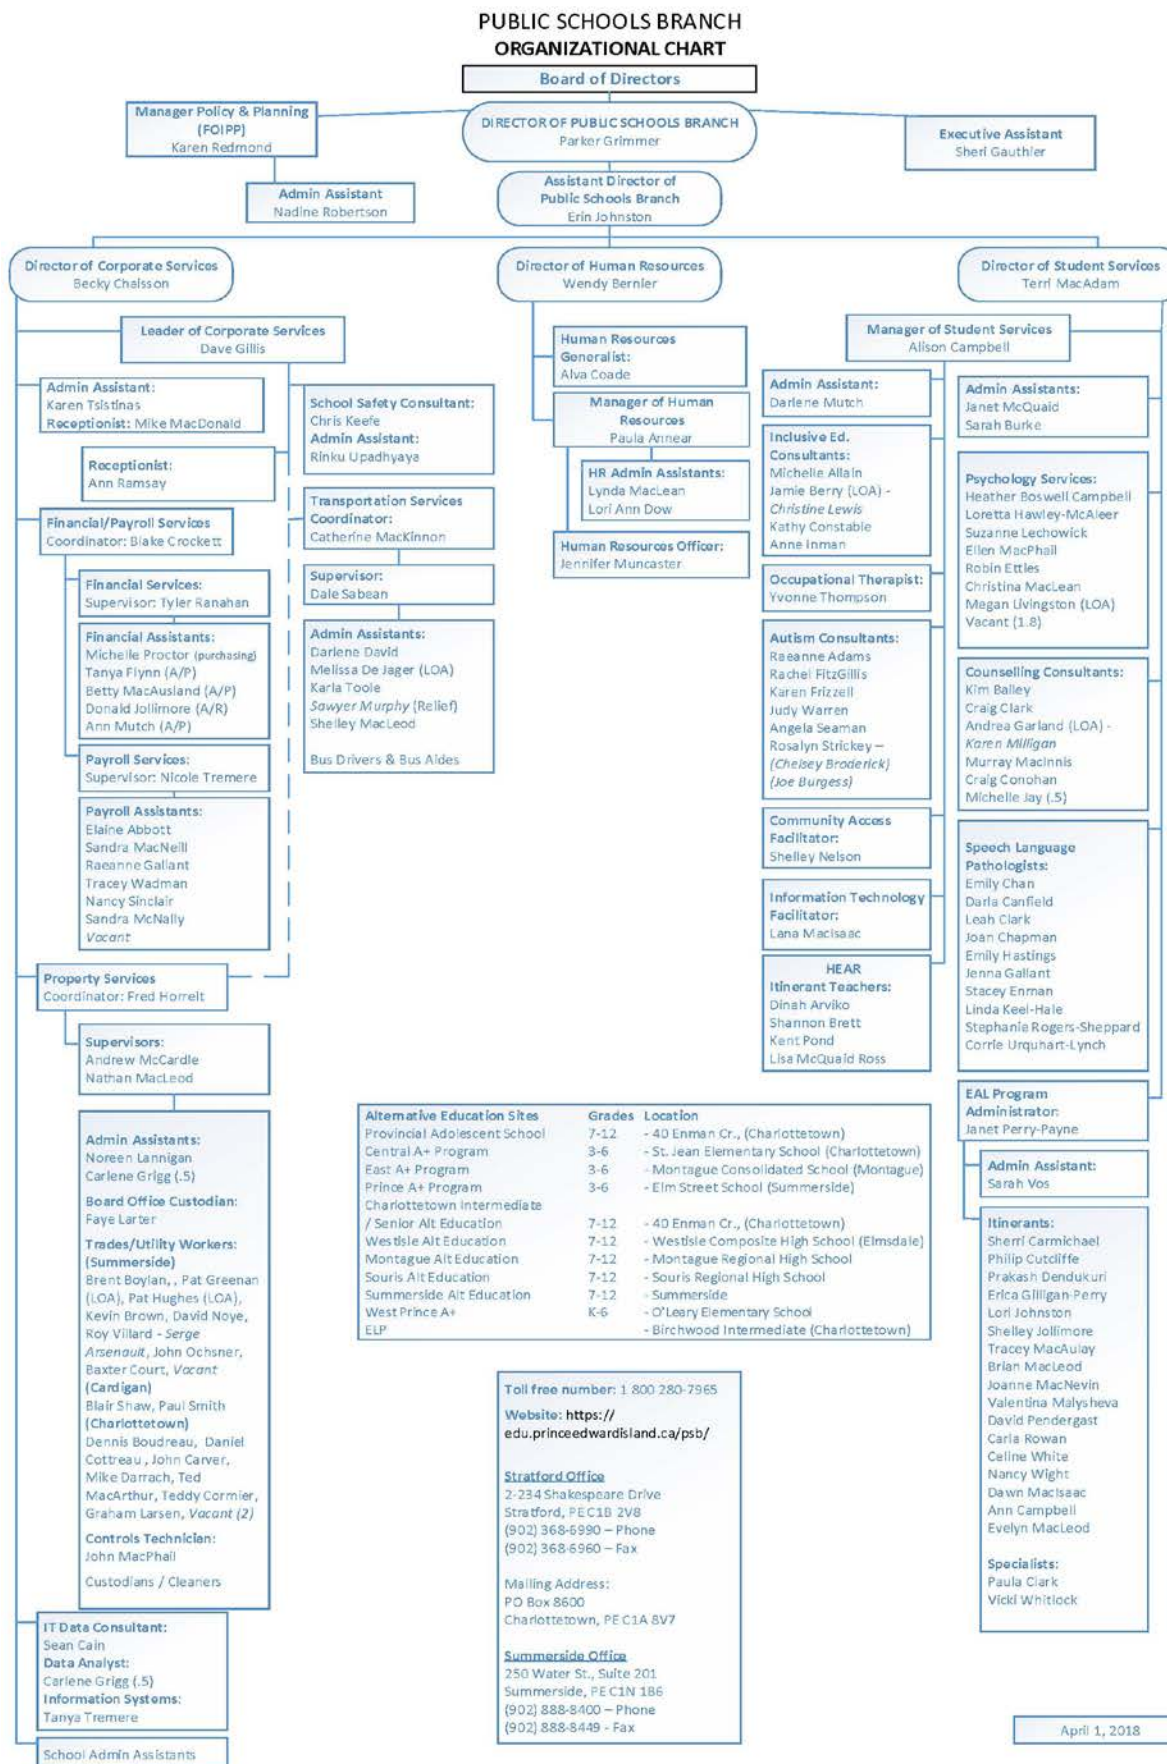 PUBLIC SCHOOLS BRANCH
ORGANIZATIONAL CHART
Board of Directors
Manager Policy & Planning
(FOIPP)
Karen Redmond
DIRECTOR OF PUBLIC SCHOOLS BRANCH
Parker Grimmer
Executive Assistant
Sheri Gauthier
Admin Assistant
Nadine Robertson
Assistant Director of
Public Schools Branch
Erin Johnston
Director of Corporate Services
Becky Chaisson
Director of Human Resources
Wendy Bernier
Director of Student Services
Terri MacAdam
Leader of Corporate Services
Dave Gillis
Admin Assistant:
Karen Tsistinas
Receptionist: Mike MacDonald
Receptionist:
Ann Ramsay
Financial/Payroll Services
Coordinator: Blake Crockett
Financial Services:
Supervisor: Tyler Ranahan
Financial Assistants:
Michelle Proctor (purchasing)
Tanya Flynn (A/P)
Betty MacAusland (A/P)
Donald Jollimore (A/R)
Ann Mutch (A/P)
Payroll Services:
Supervisor: Nicole Tremere
Payroll Assistants:
Elaine Abbott
Sandra MacNeill
Raeanne Gallant
Tracey Wadman
Nancy Sinclair
Sandra McNally
Vacant
School Safety Consultant:
Chris Keefe
Admin Assistant:
Rinku Upadhyaya
Transportation Services
Coordinator:
Catherine MacKinnon
Supervisor:
Dale Sabean
Admin Assistants:
Darlene David
Melissa De Jager (LOA)
Karla Toole
Sawyer Murphy (Relief)
Shelley MacLeod
Bus Drivers & Bus Aides
Property Services
Coordinator: Fred Horrelt
Supervisors:
Andrew McCardle
Nathan MacLeod
Admin Assistants:
Noreen Lannigan
Carlene Grigg (.5)
Board Office Custodian:
Faye Larter
Trades/Utility Workers:
(Summerside)
Brent Boylan, , Pat Greenan
(LOA), Pat Hughes (LOA),
Kevin Brown, David Noye,
Roy Villard - Serge
Arsenault, John Ochsner,
Baxter Court, Vacant
(Cardigan)
Blair Shaw, Paul Smith
(Charlottetown)
Dennis Boudreau, Daniel
Cottreau , John Carver,
Mike Darrach, Ted
MacArthur, Teddy Cormier,
Graham Larsen, Vacant (2)
Controls Technician:
John MacPhail
Custodians / Cleaners
IT Data Consultant:
Sean Cain
Data Analyst:
Carlene Grigg (.5)
Information Systems:
Tanya Tremere
School Admin Assistants
Human Resources
Generalist:
Alva Coade
Manager of Human
Resources
Paula Annear
HR Admin Assistants:
Lynda MacLean
Lori Ann Dow
Human Resources Officer:
Jennifer Muncaster
Manager of Student Services
Alison Campbell
Admin Assistant:
Darlene Mutch
Inclusive Ed.
Consultants:
Michelle Allain
Jamie Berry (LOA) -
Christine Lewis
Kathy Constable
Anne Inman
Occupational Therapist:
Yvonne Thompson
Autism Consultants:
Raeanne Adams
Rachel FitzGillis
Karen Frizzell
Judy Warren
Angela Seaman
Rosalyn Strickey –
(Chelsey Broderick)
(Joe Burgess)
Community Access
Facilitator:
Shelley Nelson
Information Technology
Facilitator:
Lana MacIsaac
HEAR
Itinerant Teachers:
Dinah Arviko
Shannon Brett
Kent Pond
Lisa McQuaid Ross
Admin Assistants:
Janet McQuaid
Sarah Burke
Psychology Services:
Heather Boswell Campbell
Loretta Hawley-McAleer
Suzanne Lechowick
Ellen MacPhail
Robin Ettles
Christina MacLean
Megan Livingston (LOA)
Vacant (1.8)
Counselling Consultants:
Kim Bailey
Craig Clark
Andrea Garland (LOA) -
Karen Milligan
Murray MacInnis
Craig Conohan
Michelle Jay (.5)
Speech Language
Pathologists:
Emily Chan
Darla Canfield
Leah Clark
Joan Chapman
Emily Hastings
Jenna Gallant
Stacey Enman
Linda Keel-Hale
Stephanie Rogers-Sheppard
Corrie Urquhart-Lynch
EAL Program
Administrator:
Janet Perry-Payne
Admin Assistant:
Sarah Vos
Itinerants:
Sherri Carmichael
Philip Cutcliffe
Prakash Dendukuri
Erica Gilligan-Perry
Lori Johnston
Shelley Jollimore
Tracey MacAulay
Brian MacLeod
Joanne MacNevin
Valentina Malysheva
David Pendergast
Carla Rowan
Celine White
Nancy Wight
Dawn MacIsaac
Ann Campbell
Evelyn MacLeod
Specialists:
Paula Clark
Vicki Whitlock
Alternative Education Sites Grades Location
Provincial Adolescent School 7-12 - 40 Enman Cr., (Charlottetown)
Central A+ Program 3-6 - St. Jean Elementary School (Charlottetown)
East A+ Program 3-6 - Montague Consolidated School (Montague)
Prince A+ Program 3-6 - Elm Street School (Summerside)
Charlottetown Intermediate
/ Senior Alt Education 7-12 - 40 Enman Cr., (Charlottetown)
Westisle Alt Education 7-12 - Westisle Composite High School (Elmsdale)
Montague Alt Education 7-12 - Montague Regional High School
Souris Alt Education 7-12 - Souris Regional High School
Summerside Alt Education 7-12 - Summerside
West Prince A+ K-6 - O'Leary Elementary School
ELP - Birchwood Intermediate (Charlottetown)
Toll free number: 1 800 280-7965
Website: https://
edu.princeedwardisland.ca/psb/
Stratford Office
2-234 Shakespeare Drive
Stratford, PE C1B 2V8
(902) 368-6990 – Phone
(902) 368-6960 – Fax
Mailing Address:
PO Box 8600
Charlottetown, PE C1A 8V7
Summerside Office
250 Water St., Suite 201
Summerside, PE C1N 1B6
(902) 888-8400 – Phone
(902) 888-8449 - Fax
April 1, 2018